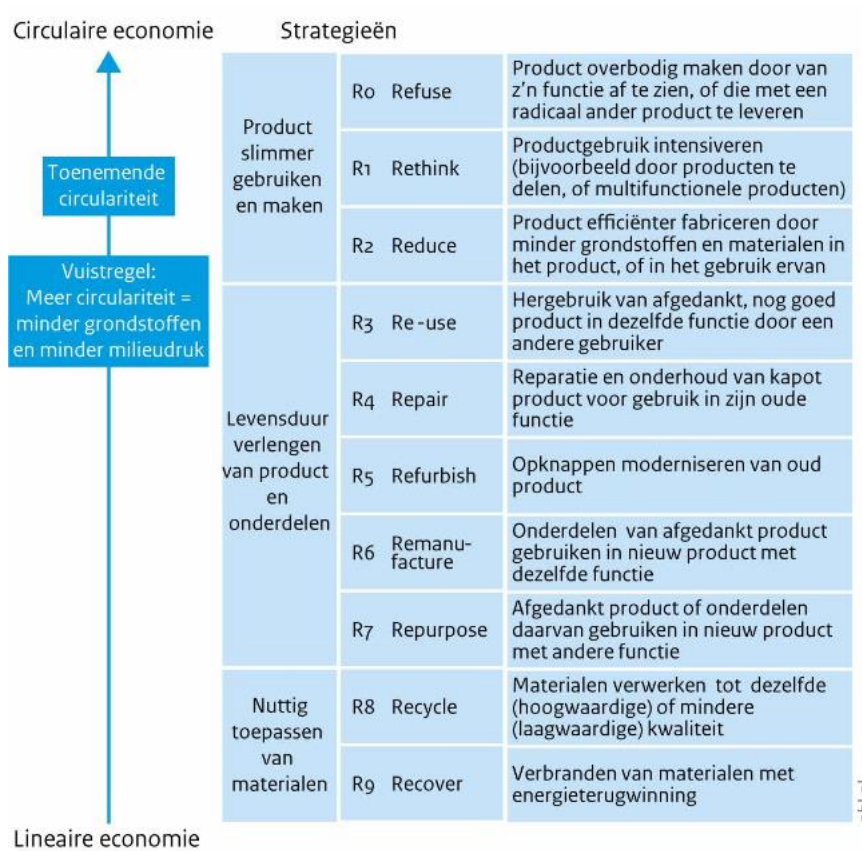 Circulaire economie
Strategieën
Toenemende
circulariteit
Vuistregel:
Meer circulariteit =
minder grondstoffen
en minder milieudruk
Lineaire economie
Product
slimmer
gebruiken
en maken
R0 Refuse
Product overbodig maken door van
z'n functie af te zien, of die met een
radicaal ander product te leveren
R1 Rethink
Productgebruik intensiveren
(bijvoorbeeld door producten te
delen, of multifunctionele producten)
R2 Reduce
Product efficiënter fabriceren door
minder grondstoffen en materialen in
het product, of in het gebruik ervan
Levensduur
verlengen
van product
en
onderdelen
R3 Re-use
Hergebruik van afgedankt, nog goed
product in dezelfde functie door een
andere gebruiker
R4 Repair
Reparatie en onderhoud van kapot
product voor gebruik in zijn oude
functie
R5 Refurbish
Opknappen moderniseren van oud
product
R6 Remanu-
facture
Onderdelen van afgedankt product
gebruiken in nieuw product met
dezelfde functie
R7 Repurpose
Afgedankt product of onderdelen
daarvan gebruiken in nieuw product
met andere functie
Nuttig
toepassen
van
materialen
R8 Recycle
Materialen verwerken tot dezelfde
(hoogwaardige) of mindere
(laagwaardige) kwaliteit
R9 Recover
Verbranden van materialen met
energieterugwinning